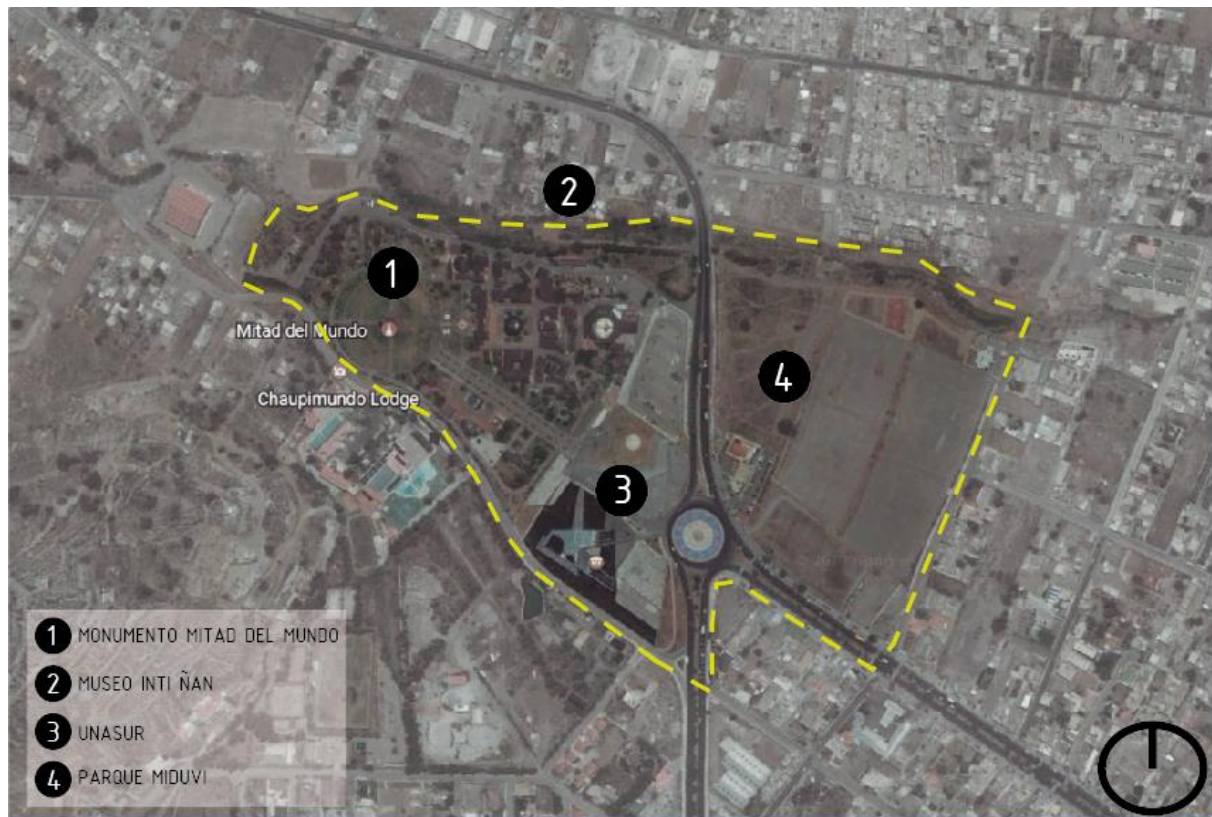 2
1
Mitad del Mundo
4
Chaupimundo Lodge
3
1 MONUMENTO MITAD DEL MUNDO
2 MUSEO INTI ÑAN
3 UNASUR
4 PARQUE MIDUVI